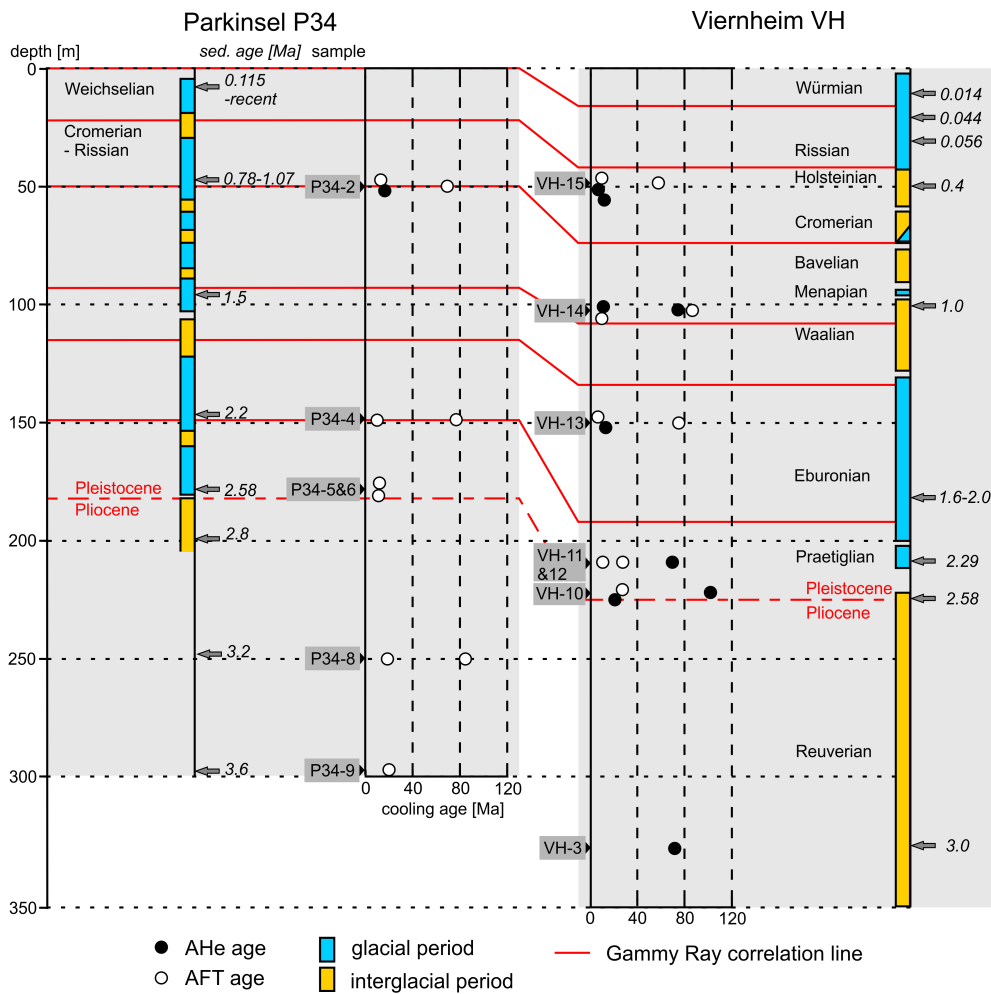 Parkinsel P34
Viernheim VH
depth [m]
sed. age [Ma]
sample
0
50
100
150
200
250
300
350
Weichselian
Cromerian
- Rissian
Pleistocene
Pliocene
0.115
-recent
0.78-1.07
1.5
2.2
2.58
2.8
3.2
3.6
P34-2
P34-4
P34-5&6
P34-8
P34-9
0
40
80
120
cooling age [Ma]
VH-15
VH-14
VH-13
VH-11
&12
VH-10
VH-3
0
40
80
120
Würmian
Rissian
Holsteinian
Cromerian
Bavelian
Menapian
Waalian
Eburonian
Praetiglian
Pleistocene
Pliocene
Reuverian
0.014
0.044
0.056
0.4
1.0
1.6-2.0
2.29
2.58
3.0
AHe age
AFT age
glacial period
interglacial period
Gammy Ray correlation line